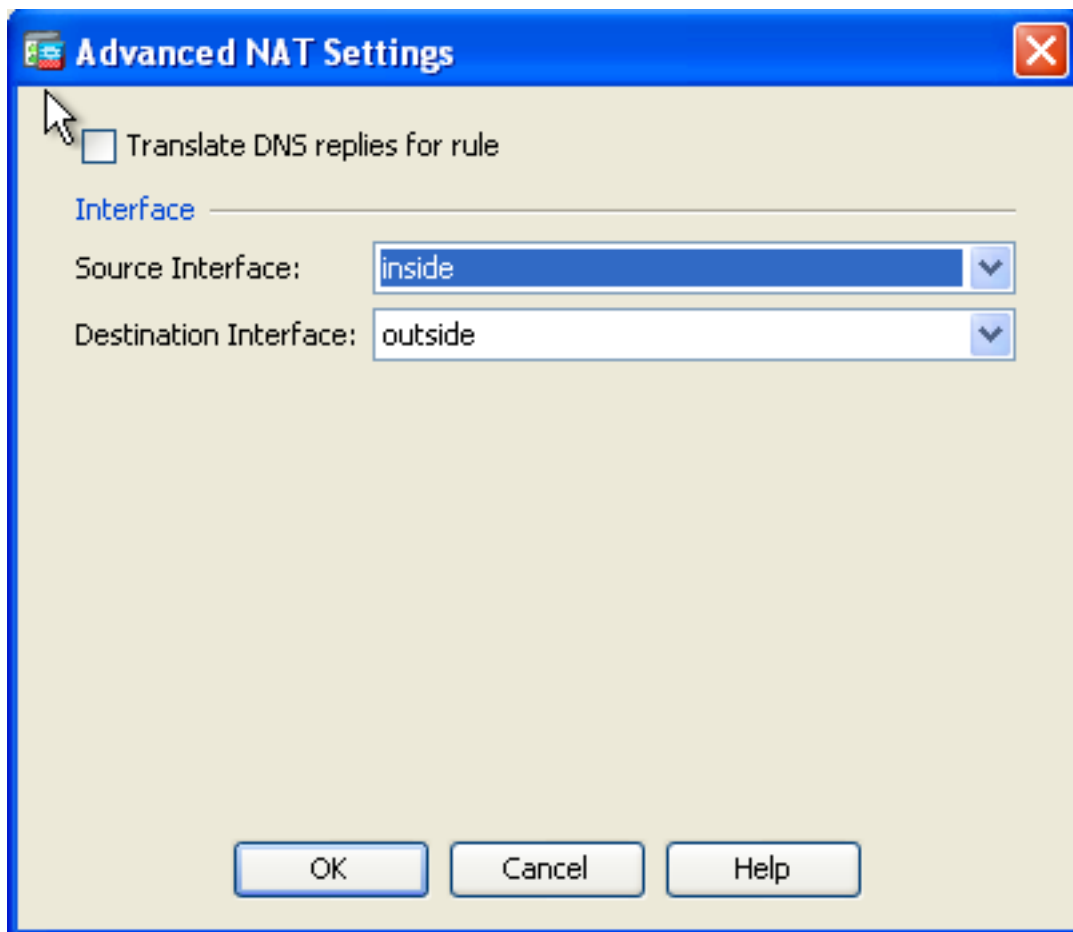 Advanced NAT Settings
Translate DNS replies for rule
Interface
Source Interface: inside
Destination Interface: outside
OK Cancel Help